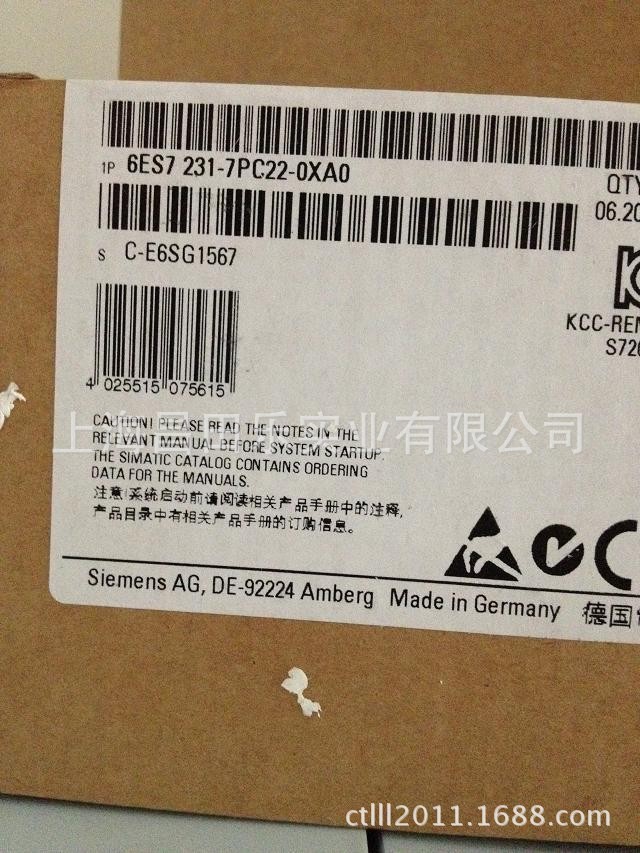 1P 6ES7 231-7PC22-0XA0
QTY
06.20
S C-E6SG1567
KCC-REM
S720
4 025515 075615
CAUTION! PLEASE READ THE NOTES IN THE
RELEVANT MANUAL BEFORE SYSTEM STARTUP.
THE SIMATIC CATALOG CONTAINS ORDERING
DATA FOR THE MANUALS.
注意!系统启动前请阅读相关产品手册中的注释,
产品目录中有相关产品手册的订购信息。
Siemens AG, DE-92224 Amberg Made in Germany 德国
实业有限公司
ctlll2011.1688.com